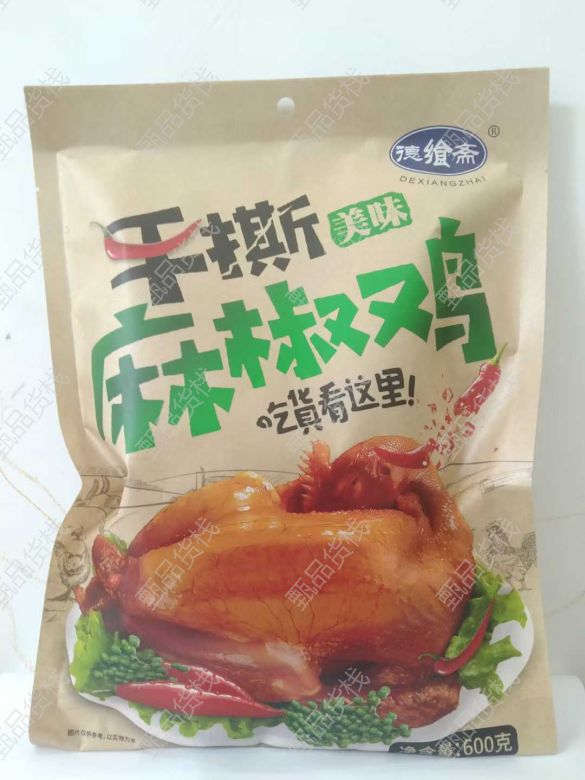 德飨斋®
DEXIANGZHAI
手撕
美味
麻椒鸡
吃货看这里!
图片仅供参考,以实物为准
净含量:600克
甄品货栈